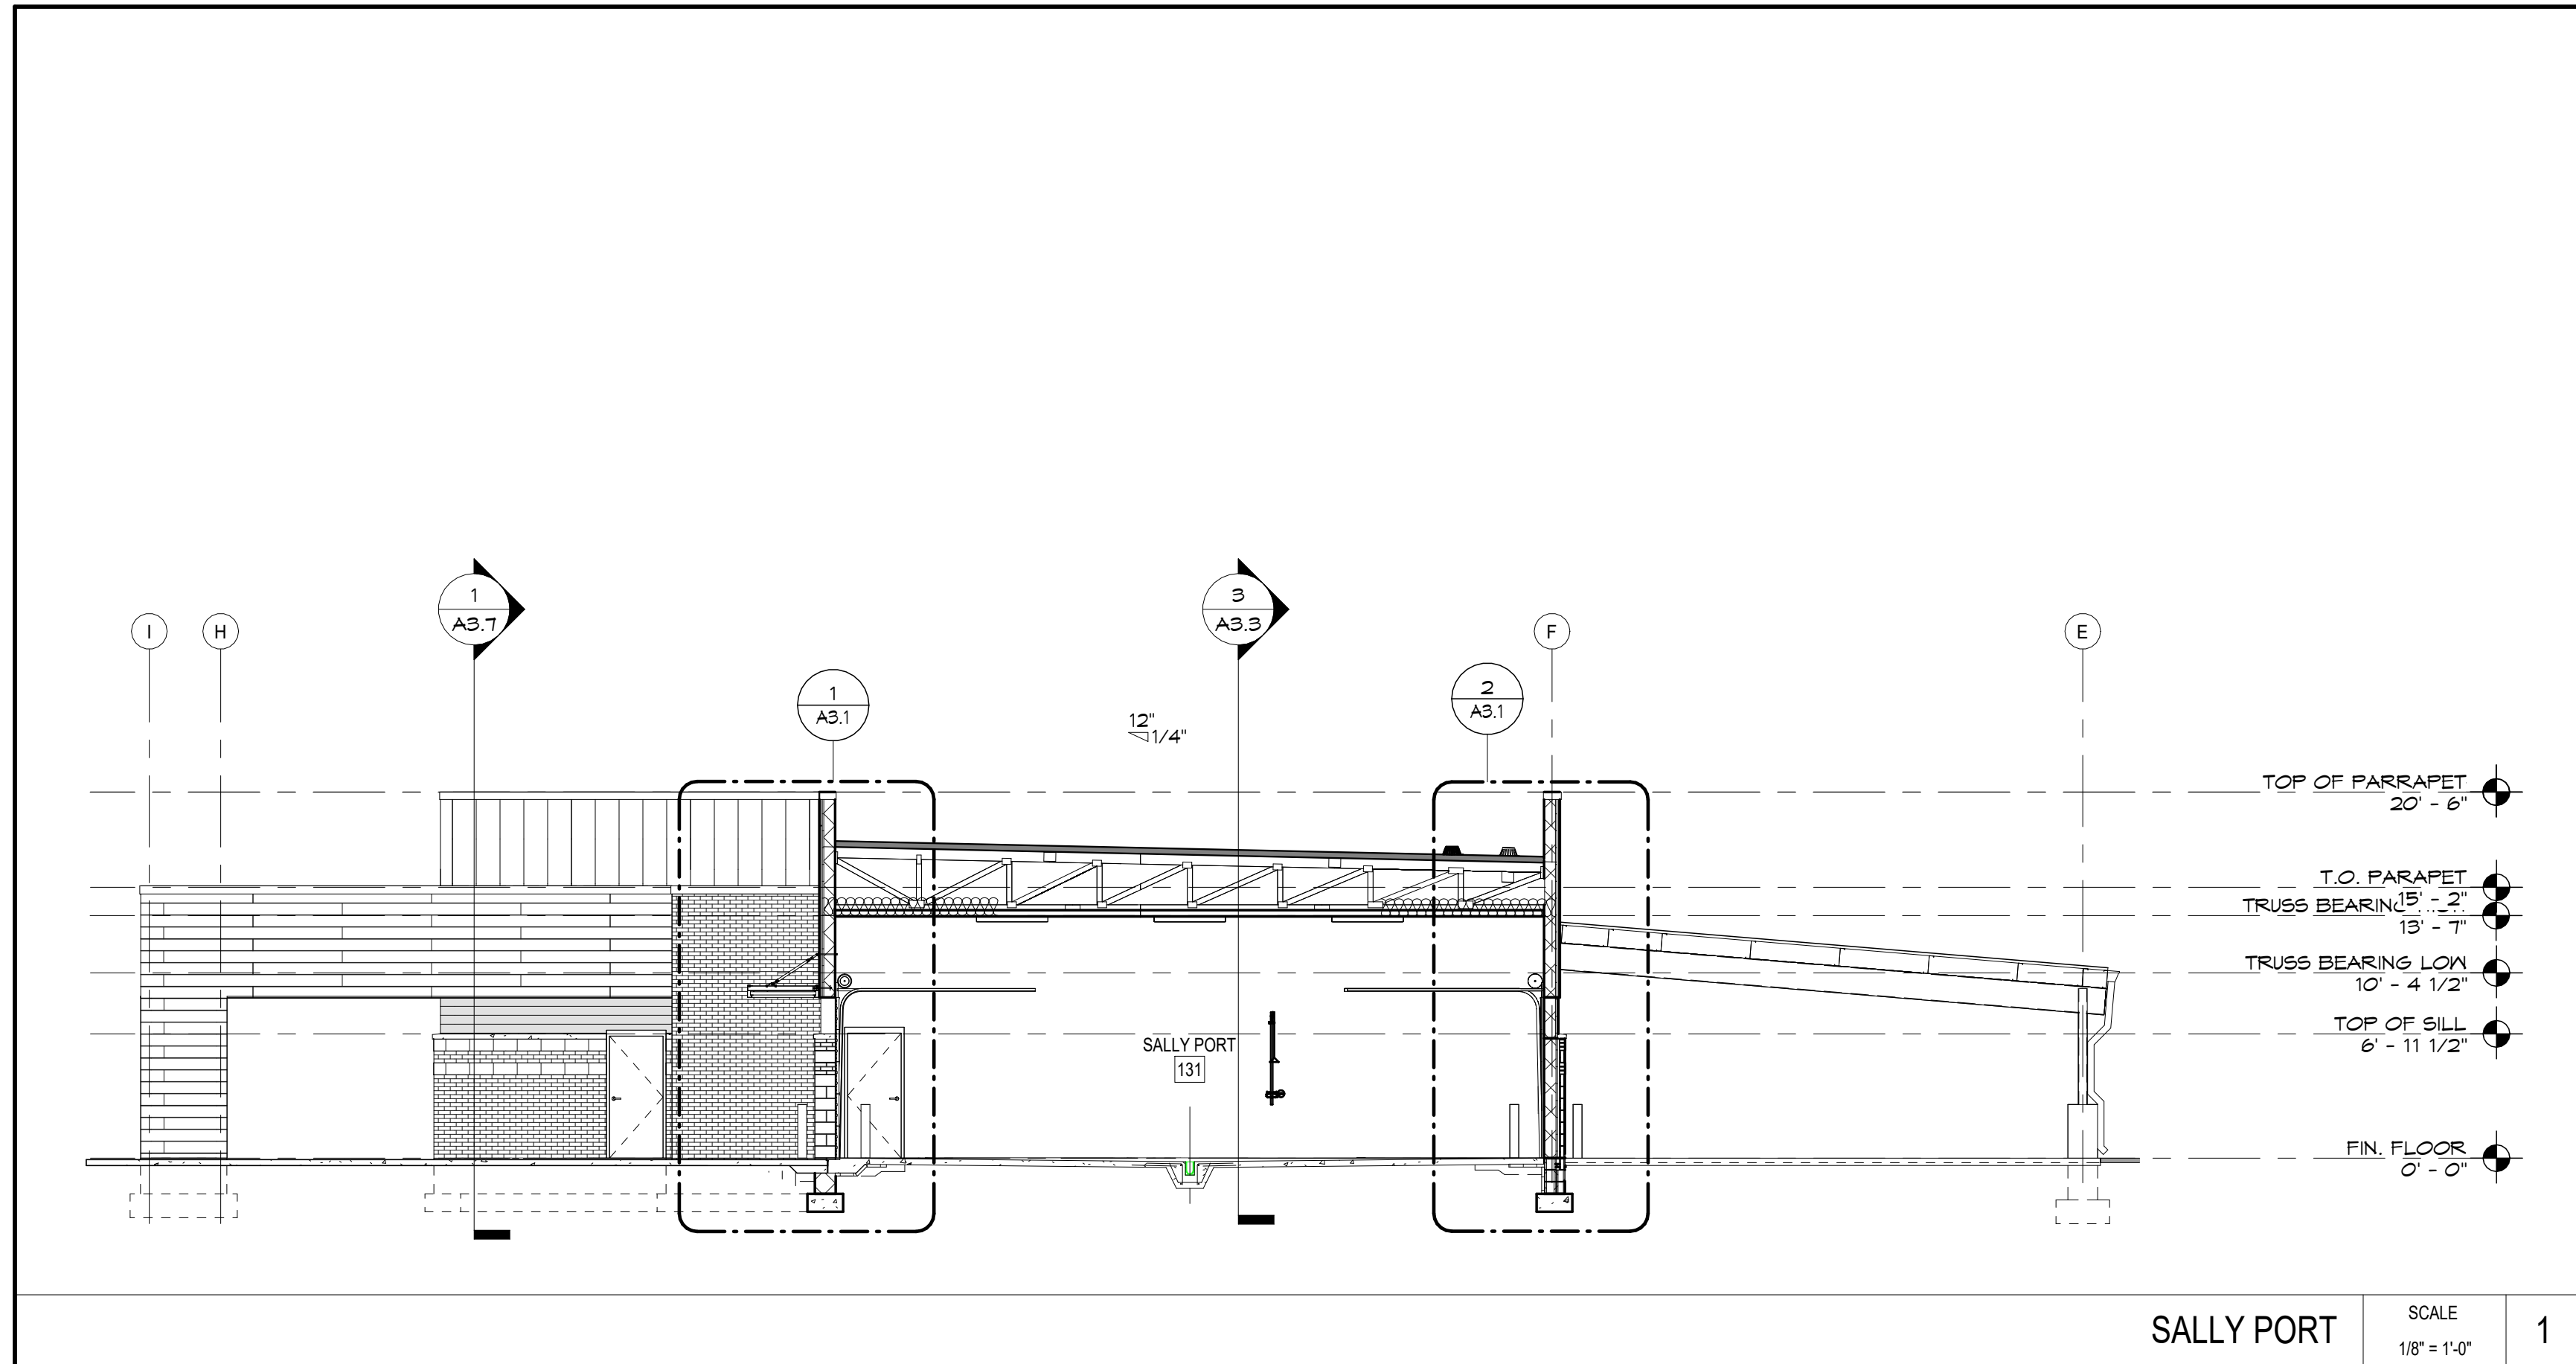 1
A3.7
3
A3.3
I
H
F
E
1
A3.1
2
A3.1
12"
1/4"
TOP OF PARRAPET
20' - 6"
T.O. PARAPET
15' - 2"
TRUSS BEARING
13' - 7"
TRUSS BEARING LOW
10' - 4 1/2"
TOP OF SILL
6' - 11 1/2"
SALLY PORT
131
FIN. FLOOR
0' - 0"
SALLY PORT
SCALE
1/8" = 1'-0"
1